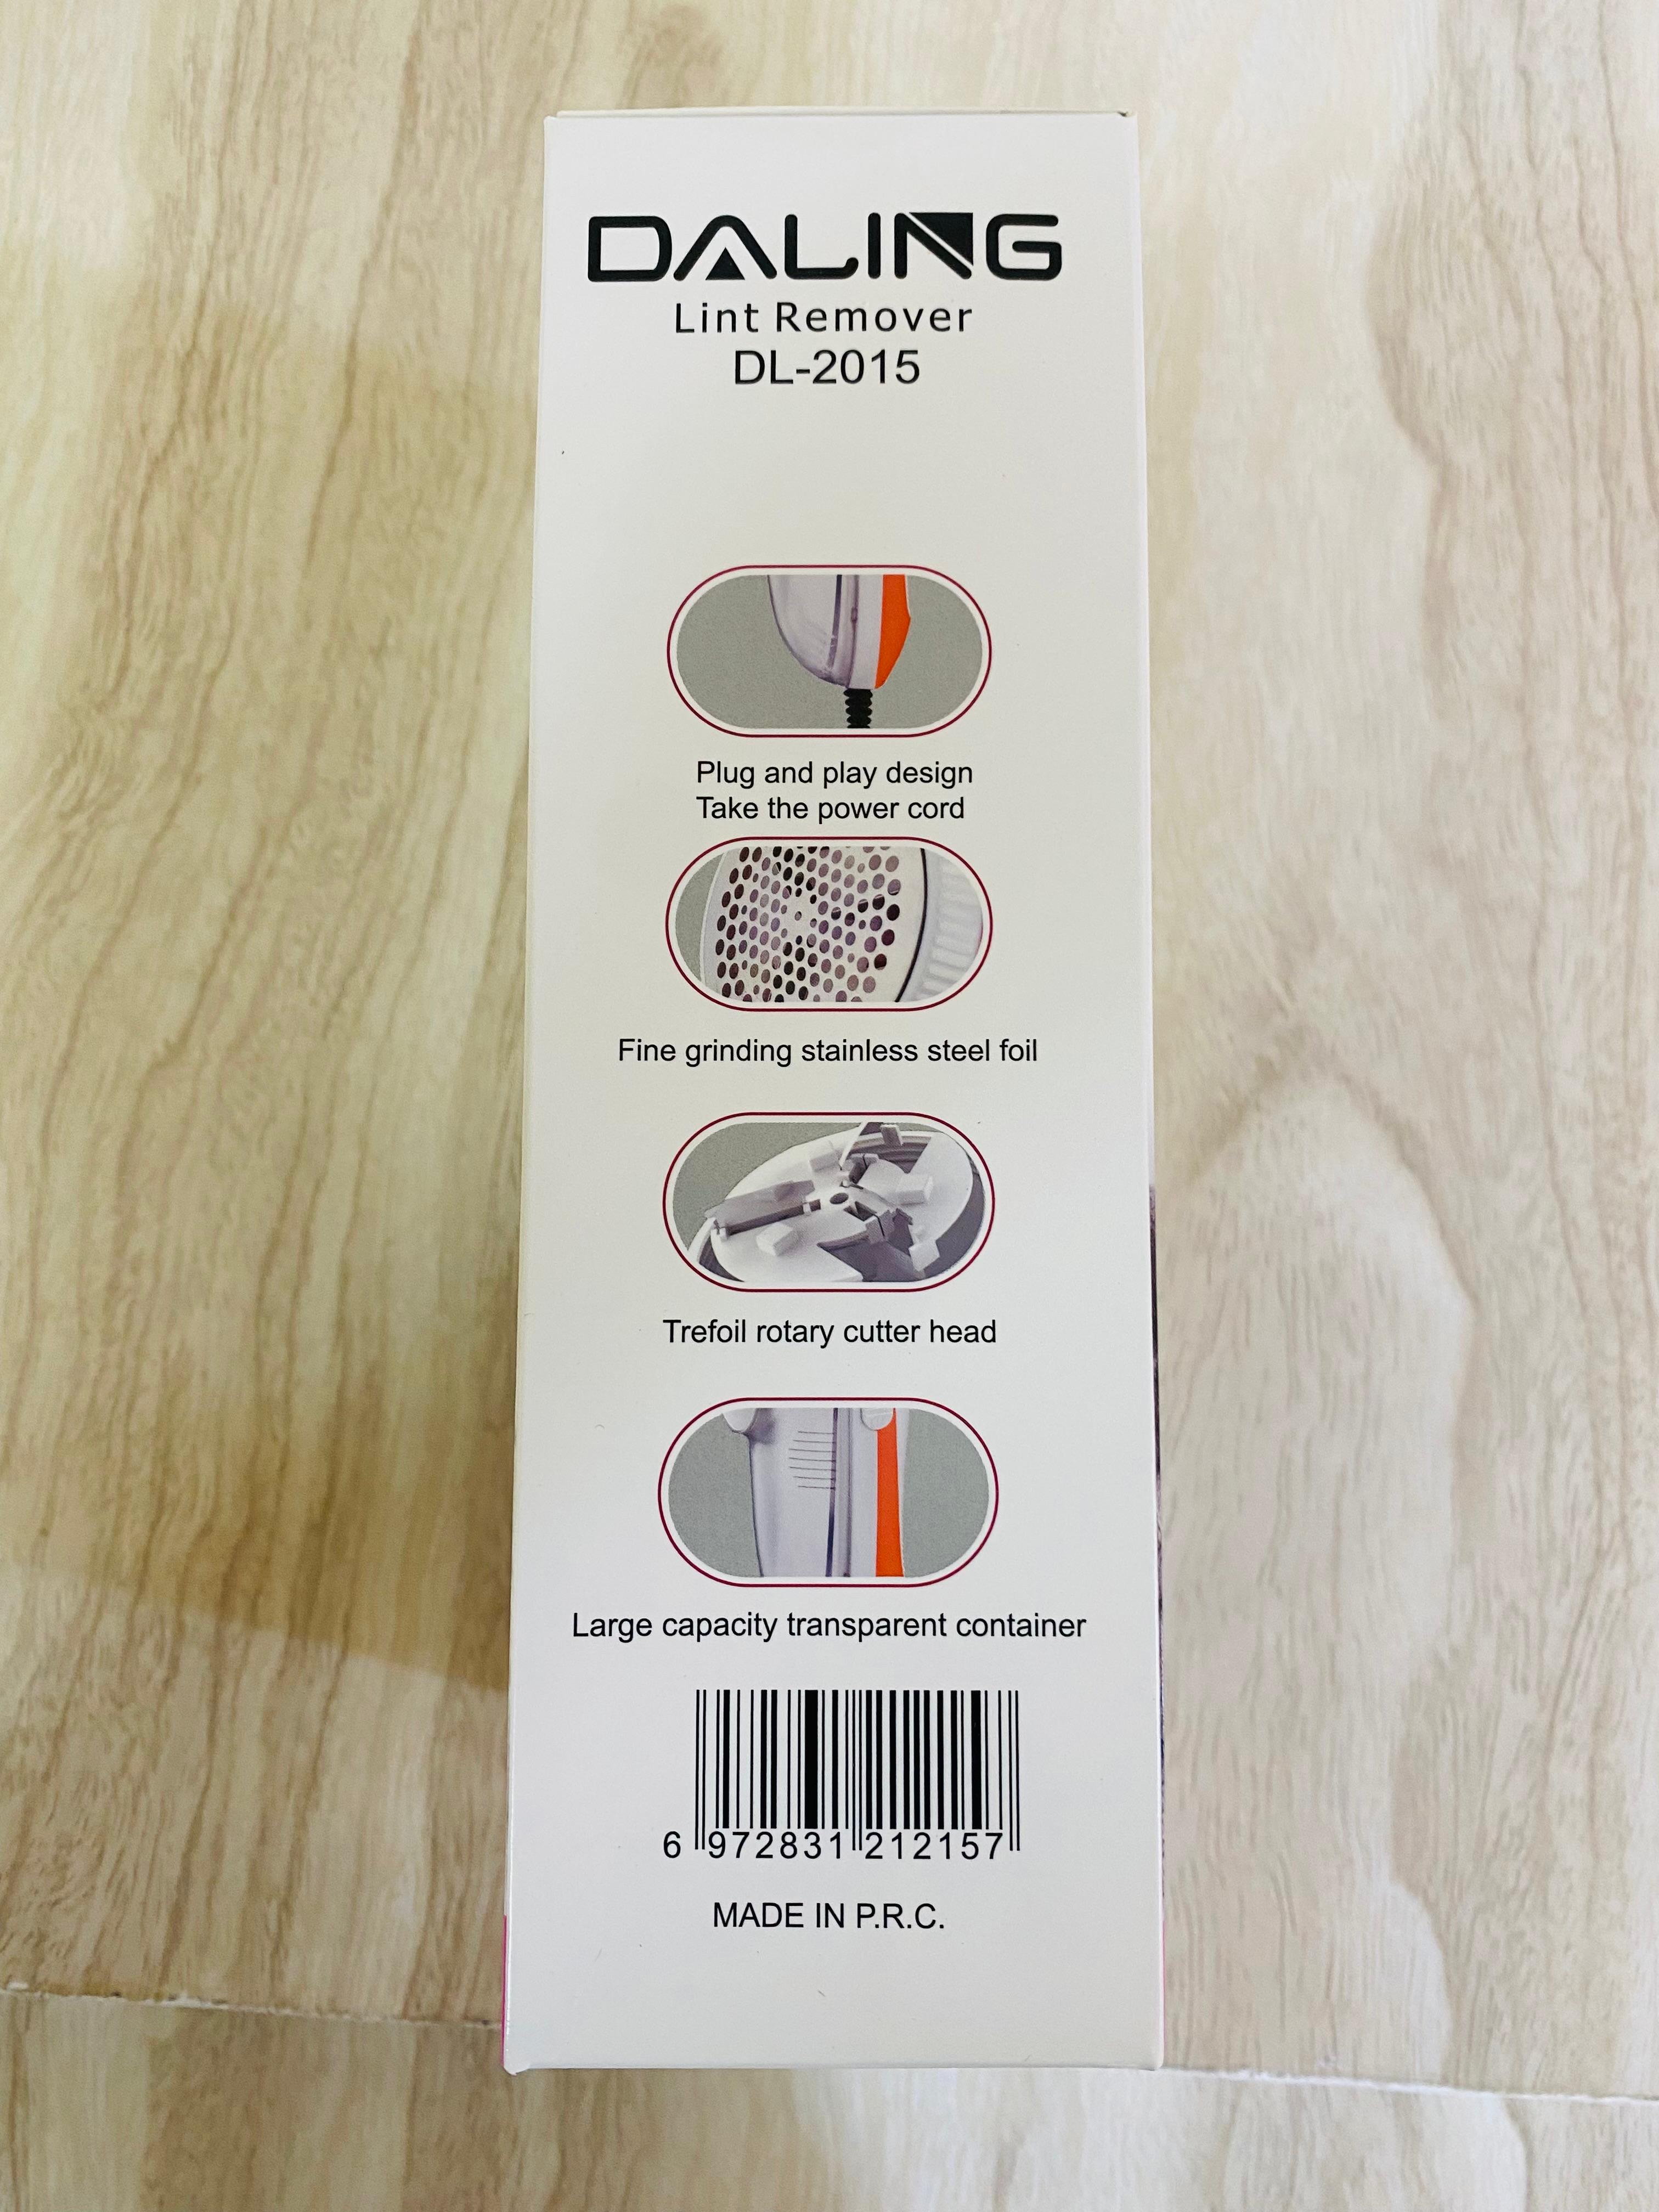 DALING
Lint Remover
DL-2015
Plug and play design
Take the power cord
Fine grinding stainless steel foil
Trefoil rotary cutter head
Large capacity transparent container
6 972831 212157
MADE IN P.R.C.